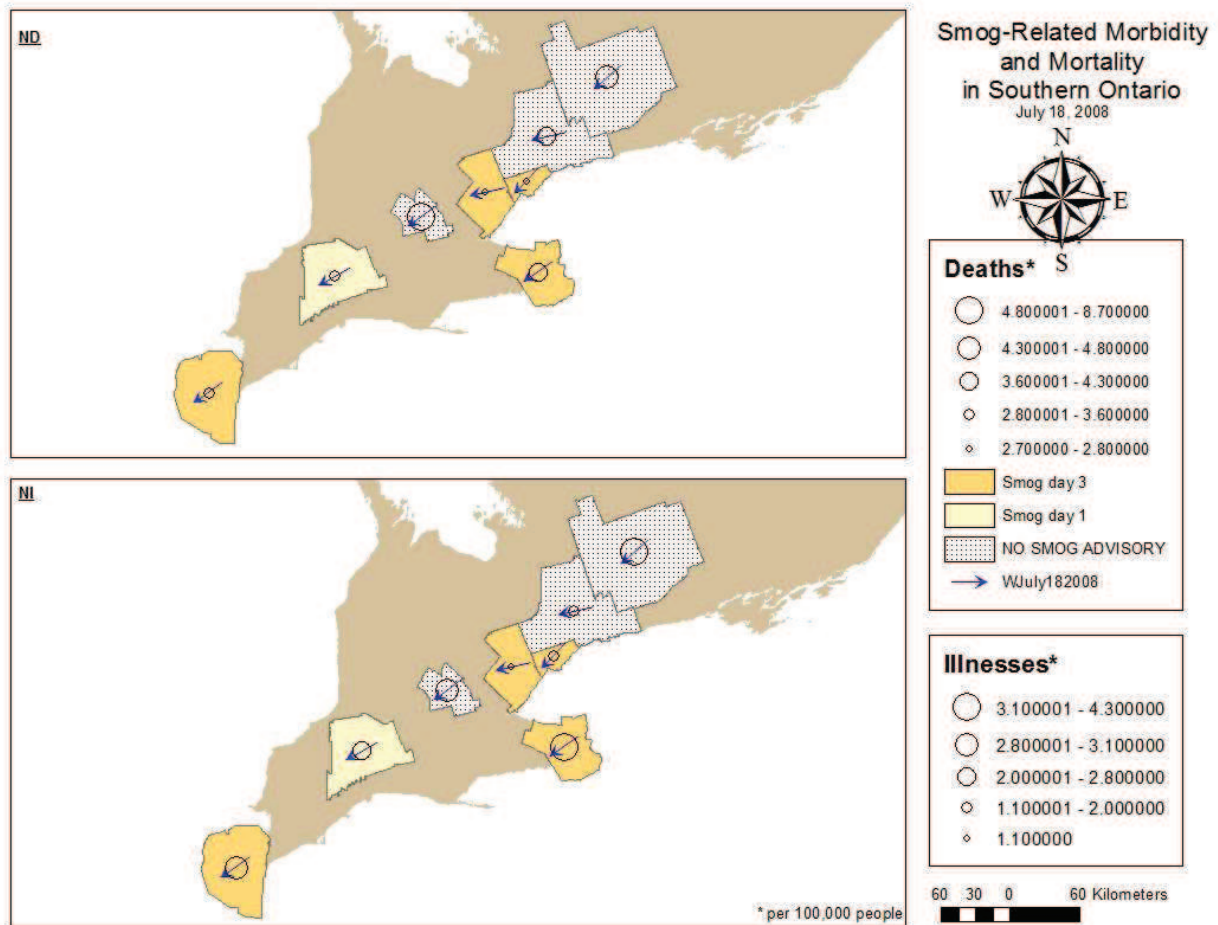 ND
Smog-Related Morbidity
and Mortality
in Southern Ontario
July 18, 2008
N
W E
S
Deaths*
4.800001 - 8.700000
4.300001 - 4.800000
3.600001 - 4.300000
2.800001 - 3.600000
2.700000 - 2.800000
Smog day 3
Smog day 1
NO SMOG ADVISORY
WJuly182008
NI
* per 100,000 people
Illnesses*
3.100001 - 4.300000
2.800001 - 3.100000
2.000001 - 2.800000
1.100001 - 2.000000
1.100000
60 30 0 60 Kilometers